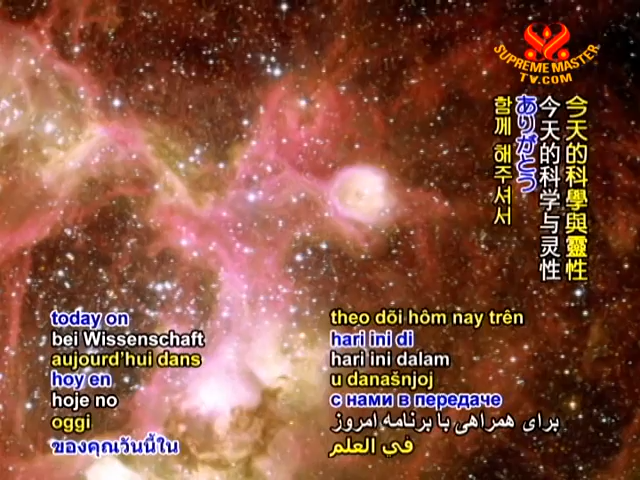 SUPREME MASTER
TV.COM
今天的科學與靈性
今天的科学与灵性
ありがとう
함께 해주셔서
today on
bei Wissenschaft
aujourd'hui dans
hoy en
hoje no
oggi
ของคุณวันนี้ใน
theo dõi hôm nay trên
hari ini di
hari ini dalam
u današnjoj
с нами в передаче
برای همراهی با برنامه امروز
في العلم